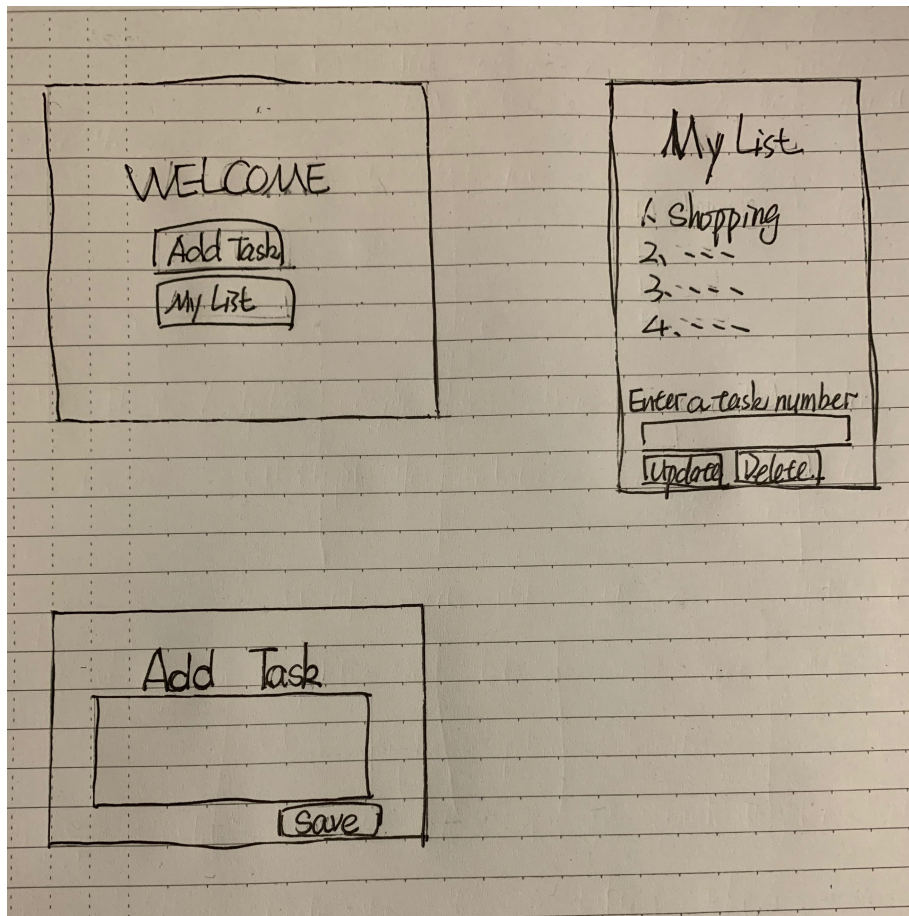 WELCOME
Add Task
My List
My List
1. Shopping
2. ----
3. ----
4. ----
Enter a task number
Update Delete
Add Task
Save